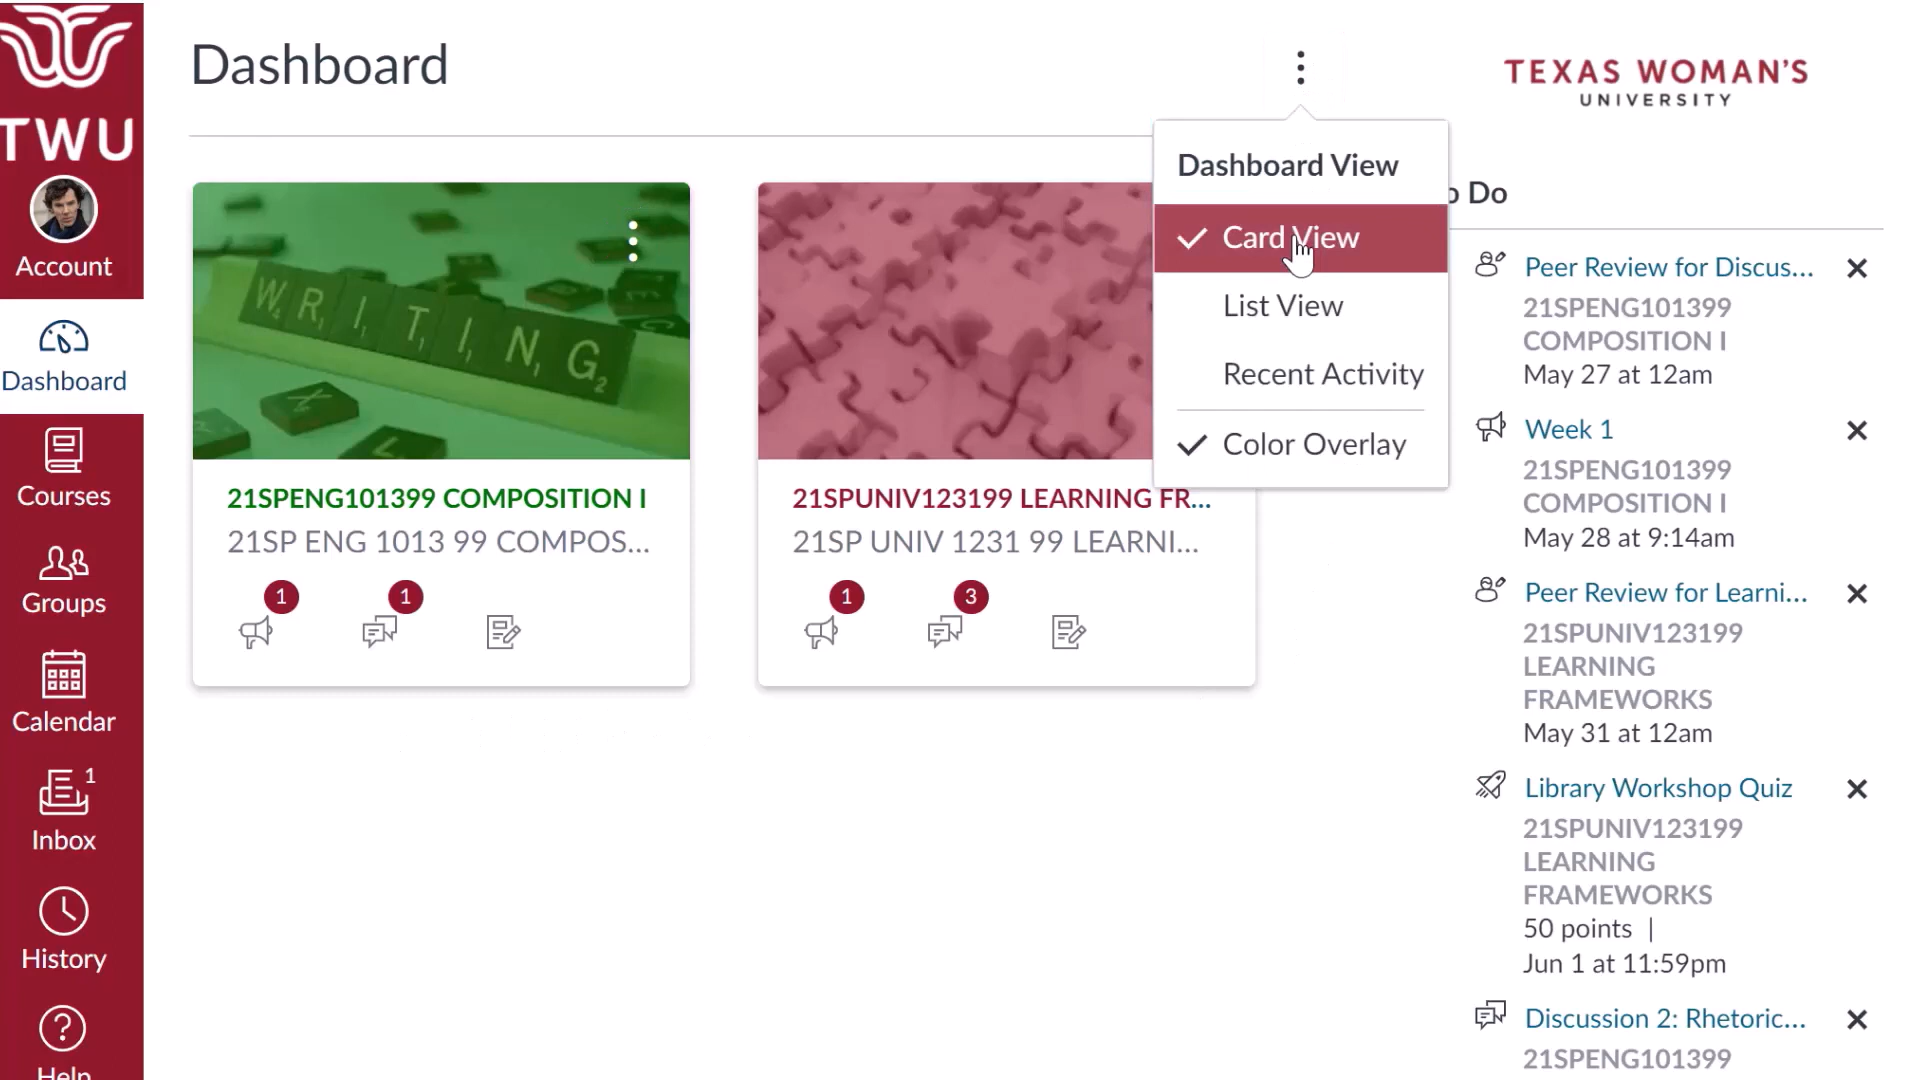 TWU
Account
Dashboard
Courses
Groups
Calendar
1
Inbox
History
Help
Dashboard
TEXAS WOMAN'S
UNIVERSITY
WRITING
21SPENG101399 COMPOSITION I
21SP ENG 1013 99 COMPOS...
1
1
21SPUNIV123199 LEARNING FR...
21SP UNIV 1231 99 LEARNI...
1
3
Dashboard View
Card View
List View
Recent Activity
Color Overlay
o Do
Peer Review for Discus...
21SPENG101399
COMPOSITION I
May 27 at 12am
Week 1
21SPENG101399
COMPOSITION I
May 28 at 9:14am
Peer Review for Learni...
21SPUNIV123199
LEARNING
FRAMEWORKS
May 31 at 12am
Library Workshop Quiz
21SPUNIV123199
LEARNING
FRAMEWORKS
50 points |
Jun 1 at 11:59pm
Discussion 2: Rhetoric...
21SPENG101399